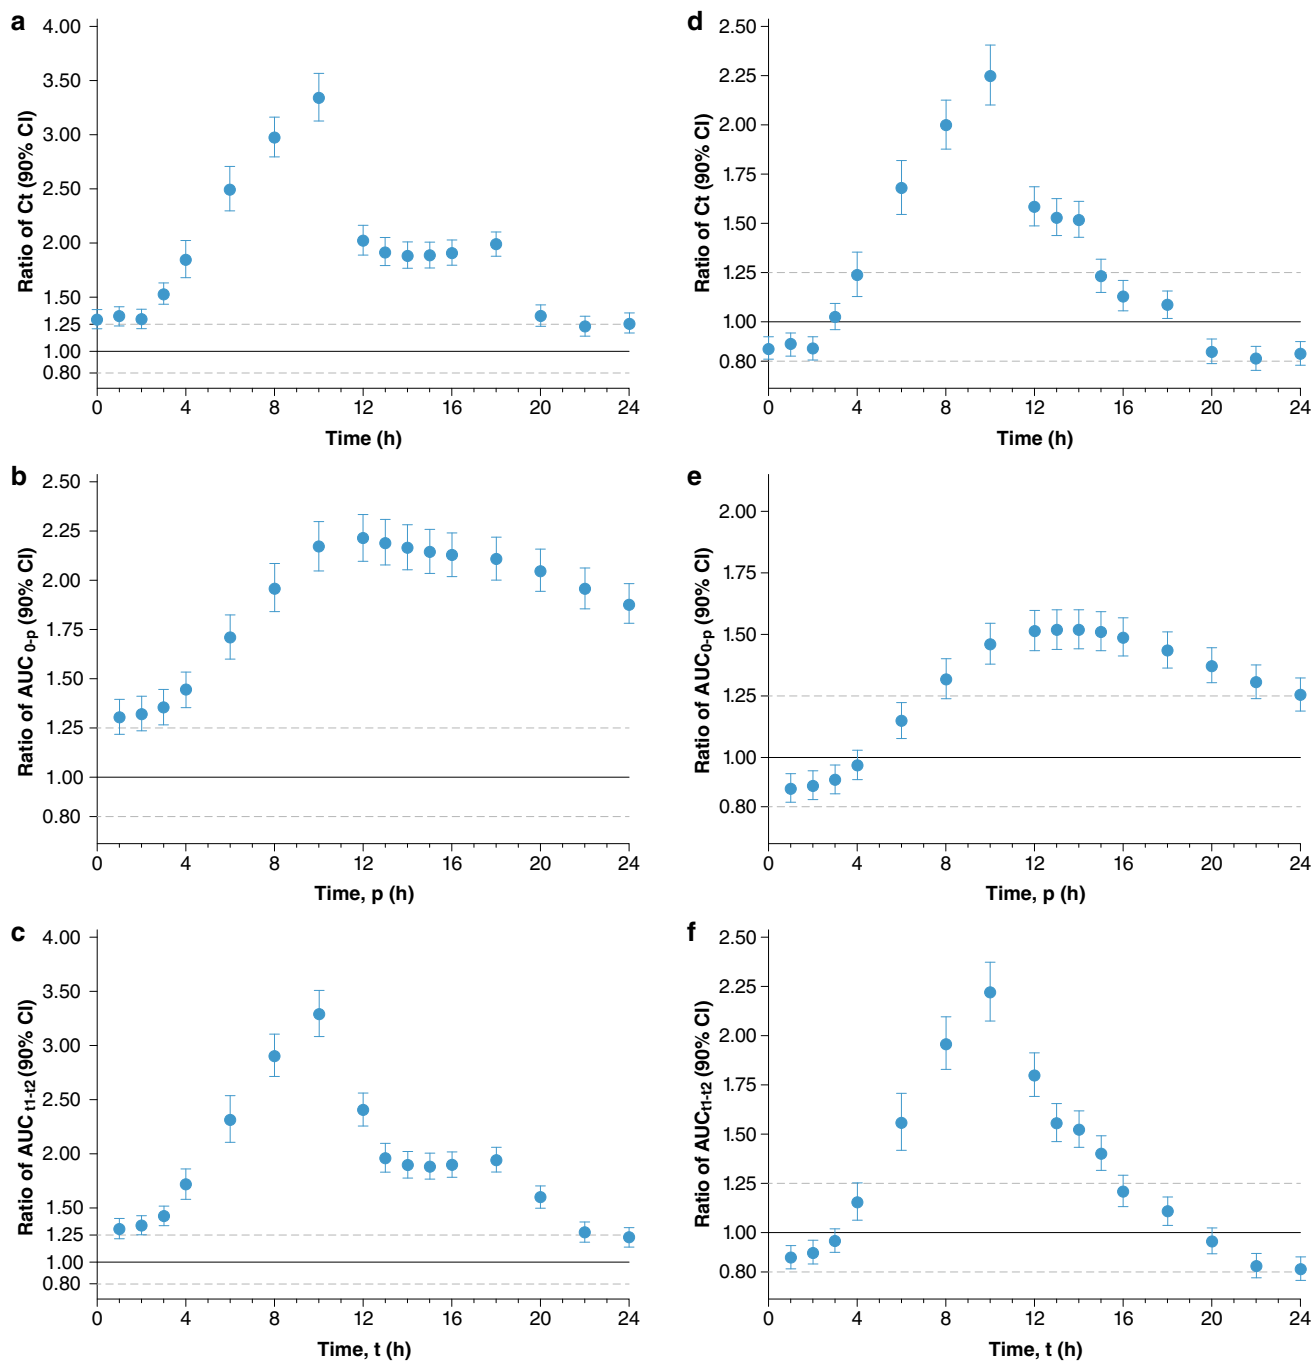 a
4.00
3.50
3.00
2.50
2.00
1.50
1.25
1.00
0.80
Ratio of Ct (90% CI)
0 4 8 12 16 20 24
Time (h)
d
2.50
2.25
2.00
1.75
1.50
1.25
1.00
0.80
Ratio of Ct (90% CI)
0 4 8 12 16 20 24
Time (h)
b
2.50
2.25
2.00
1.75
1.50
1.25
1.00
0.80
Ratio of AUC0-p (90% CI)
0 4 8 12 16 20 24
Time, p (h)
e
2.00
1.75
1.50
1.25
1.00
0.80
Ratio of AUC0-p (90% CI)
0 4 8 12 16 20 24
Time, p (h)
c
4.00
3.50
3.00
2.50
2.00
1.50
1.25
1.00
0.80
Ratio of AUCt1-t2 (90% CI)
0 4 8 12 16 20 24
Time, t (h)
f
2.50
2.25
2.00
1.75
1.50
1.25
1.00
0.80
Ratio of AUCt1-t2 (90% CI)
0 4 8 12 16 20 24
Time, t (h)